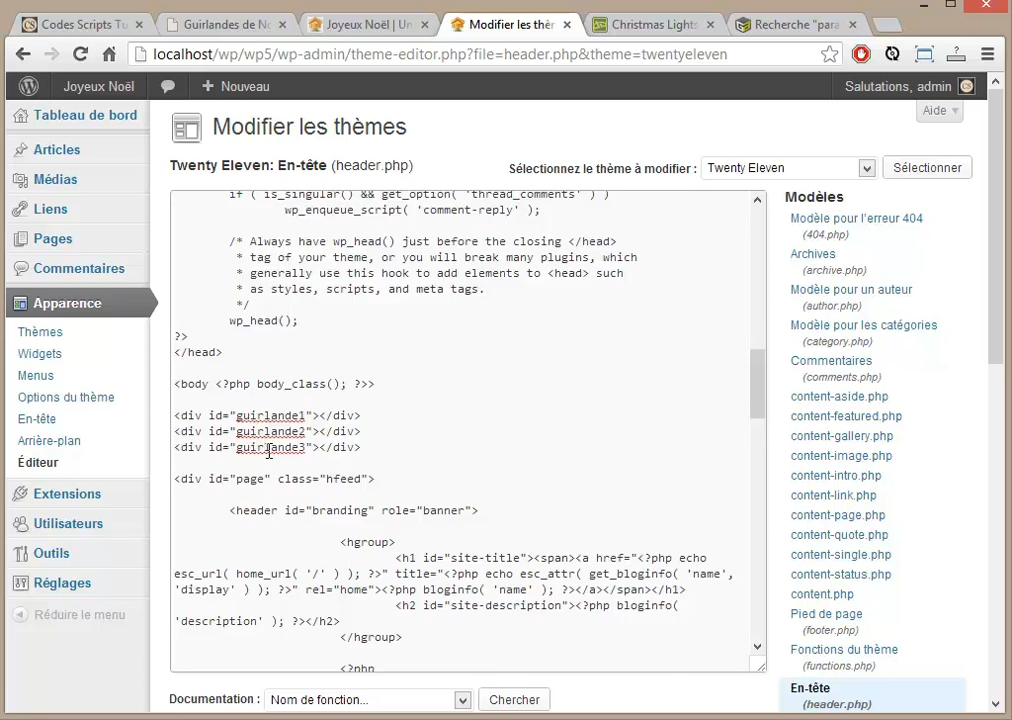 Codes Scripts Tu
Guirlandes de No
Joyeux Noël | Un
Modifier les thèm
Christmas Lights
Recherche "para
localhost/wp/wp5/wp-admin/theme-editor.php?file=header.php&theme=twentyeleven
Joyeux Noël
+ Nouveau
Salutations, admin
Aide
Tableau de bord
Articles
Médias
Liens
Pages
Commentaires
Apparence
Thèmes
Widgets
Menus
Options du thème
En-tête
Arrière-plan
Éditeur
Extensions
Utilisateurs
Outils
Réglages
Réduire le menu
Modifier les thèmes
Twenty Eleven: En-tête (header.php)
Sélectionnez le thème à modifier :
Twenty Eleven
Sélectionner
if ( is_singular() && get_option( 'thread_comments' ) )
wp_enqueue_script( 'comment-reply' );
/* Always have wp_head() just before the closing </head>
* tag of your theme, or you will break many plugins, which
* generally use this hook to add elements to <head> such
* as styles, scripts, and meta tags.
*/
wp_head();
?>
</head>
<body <?php body_class(); ?>>
<div id="guirlande1"></div>
<div id="guirlande2"></div>
<div id="guirlande3"></div>
<div id="page" class="hfeed">
<header id="branding" role="banner">
<hgroup>
<h1 id="site-title"><span><a href="<?php echo
esc_url( home_url( '/' ) ); ?>" title="<?php echo esc_attr( get_bloginfo( 'name',
'display' ) ); ?>" rel="home"><?php bloginfo( 'name' ); ?></a></span></h1>
<h2 id="site-description"><?php bloginfo(
'description' ); ?></h2>
</hgroup>
<?php
Documentation :
Nom de fonction...
Chercher
Modèles
Modèle pour l'erreur 404
(404.php)
Archives
(archive.php)
Modèle pour un auteur
(author.php)
Modèle pour les catégories
(category.php)
Commentaires
(comments.php)
content-aside.php
content-featured.php
content-gallery.php
content-image.php
content-intro.php
content-link.php
content-page.php
content-quote.php
content-single.php
content-status.php
content.php
Pied de page
(footer.php)
Fonctions du thème
(functions.php)
En-tête
(header.php)